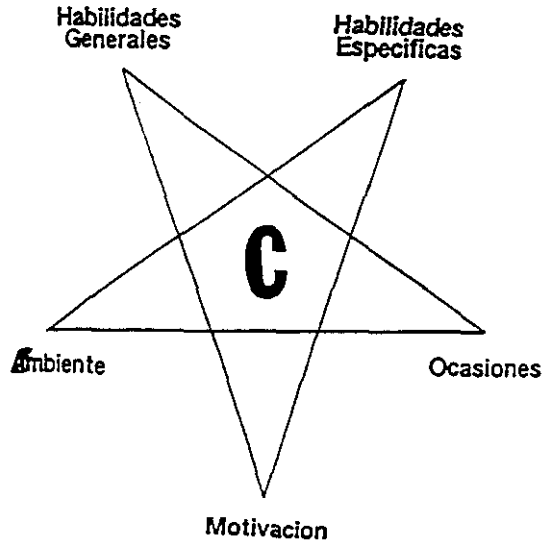 Habilidades
Generales
Habilidades
Especificas
C
Ambiente
Ocasiones
Motivacion